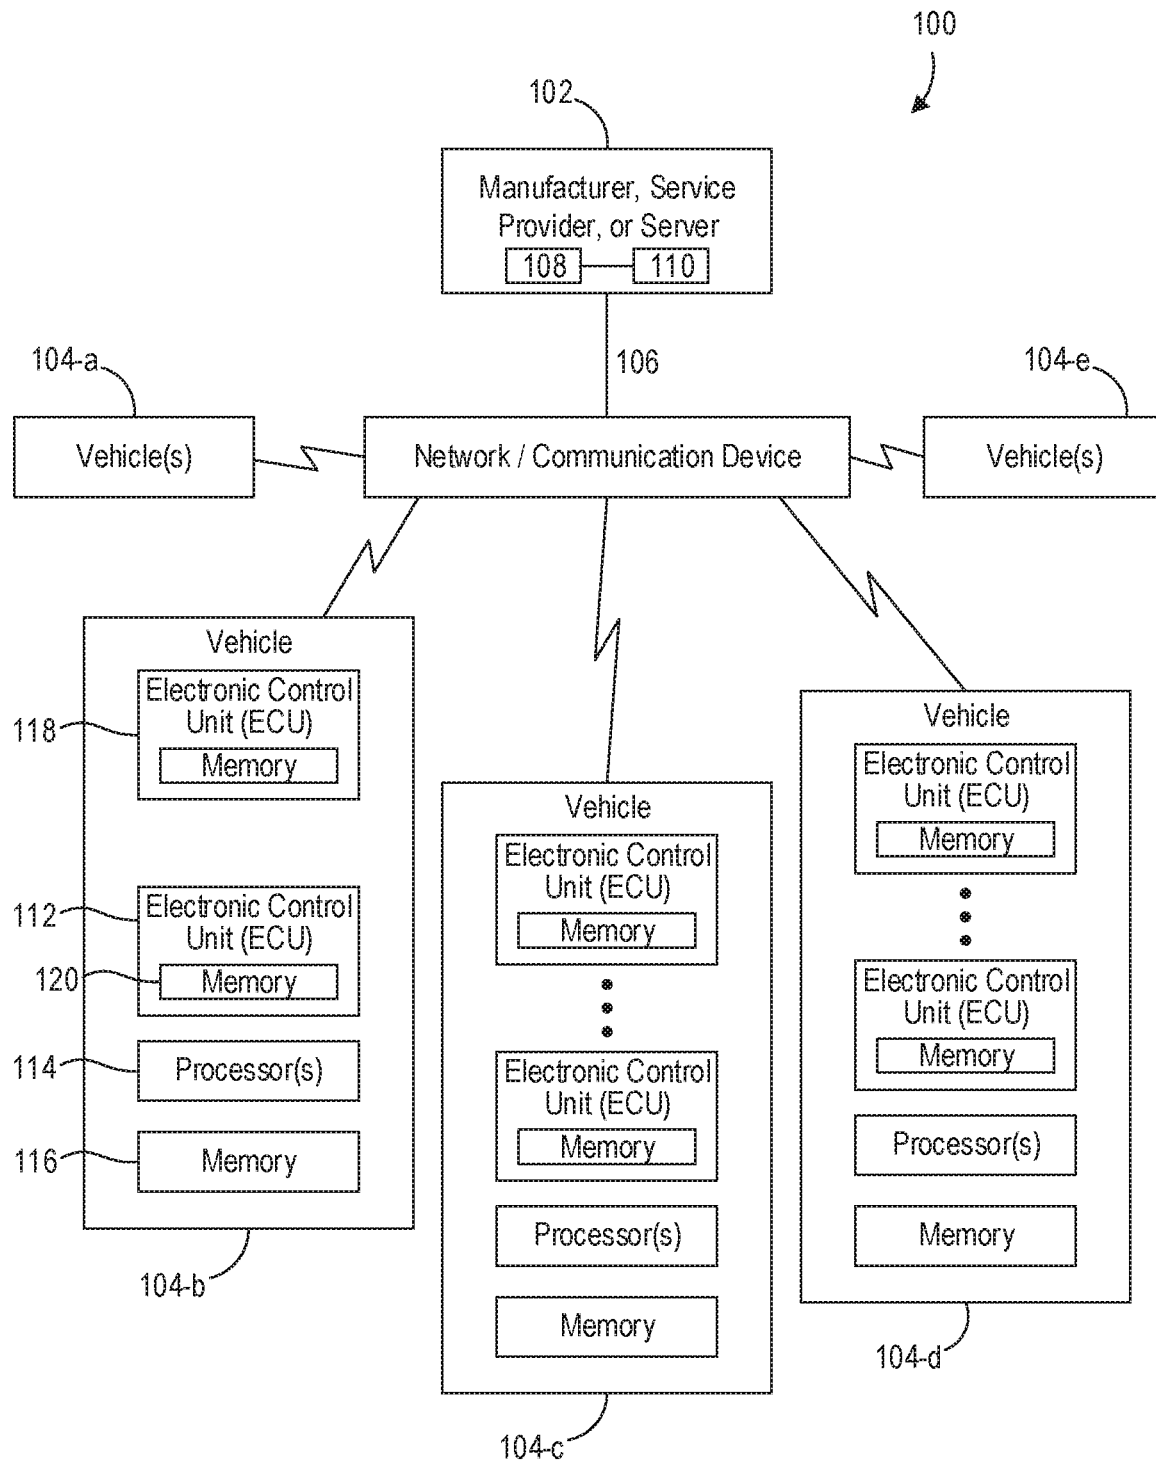 100
102
Manufacturer, Service
Provider, or Server
108
110
104-a
106
104-e
Vehicle(s)
Network / Communication Device
Vehicle(s)
Vehicle
Electronic Control
Unit (ECU)
Memory
118
Electronic Control
Unit (ECU)
Memory
112
120
Processor(s)
114
Memory
116
104-b
Vehicle
Electronic Control
Unit (ECU)
Memory
Electronic Control
Unit (ECU)
Memory
Processor(s)
Memory
104-c
Vehicle
Electronic Control
Unit (ECU)
Memory
Electronic Control
Unit (ECU)
Memory
Processor(s)
Memory
104-d